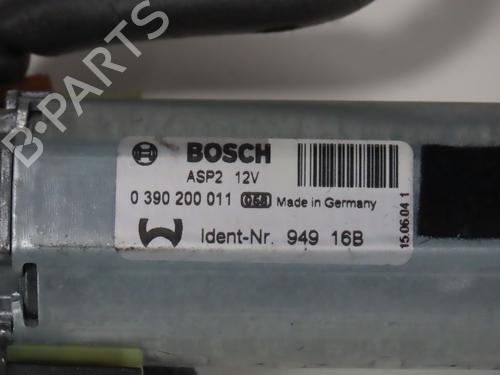 BOSCH
ASP2 12V
0 390 200 011 058 Made in Germany
Ident-Nr. 949 16B
15.06.04 1
B-PARTS